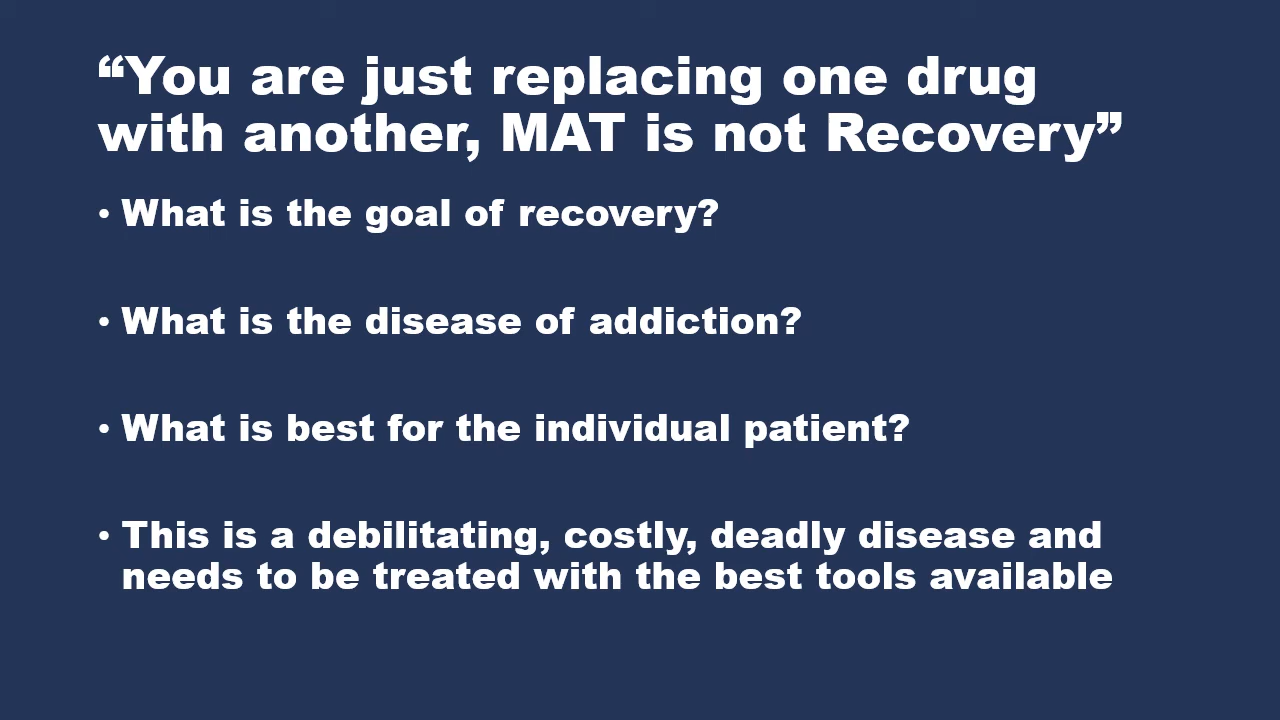 “You are just replacing one drug
with another, MAT is not Recovery”
• What is the goal of recovery?
• What is the disease of addiction?
• What is best for the individual patient?
• This is a debilitating, costly, deadly disease and
needs to be treated with the best tools available